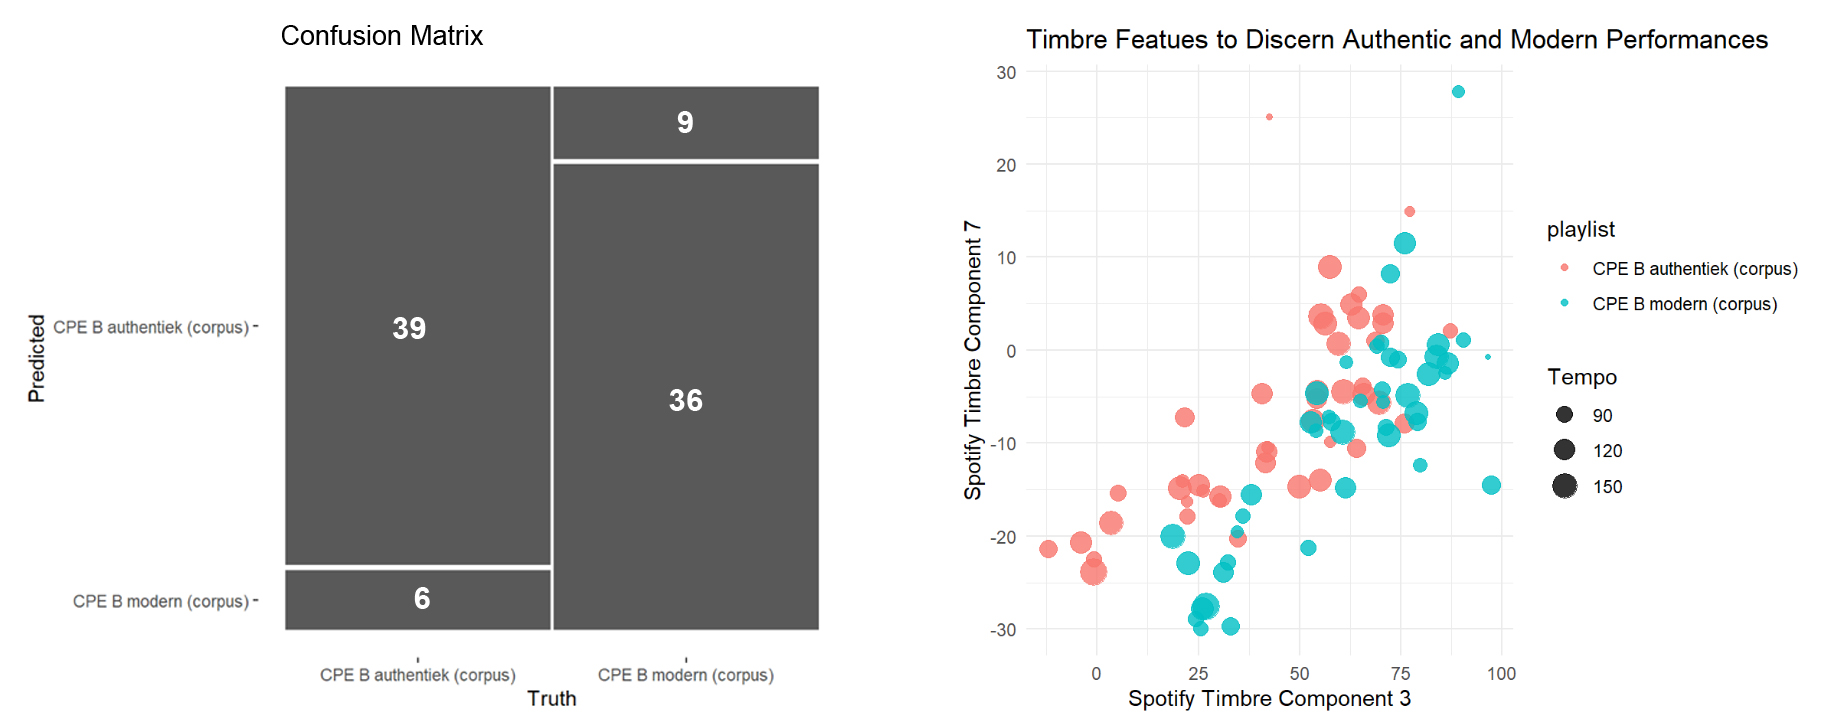 Confusion Matrix
9
39
36
6
Predicted
CPE B authentiek (corpus)
CPE B modern (corpus)
CPE B authentiek (corpus)
CPE B modern (corpus)
Truth
Timbre Featues to Discern Authentic and Modern Performances
Spotify Timbre Component 7
30
20
10
0
-10
-20
-30
0
25
50
75
100
Spotify Timbre Component 3
playlist
CPE B authentiek (corpus)
CPE B modern (corpus)
Tempo
90
120
150